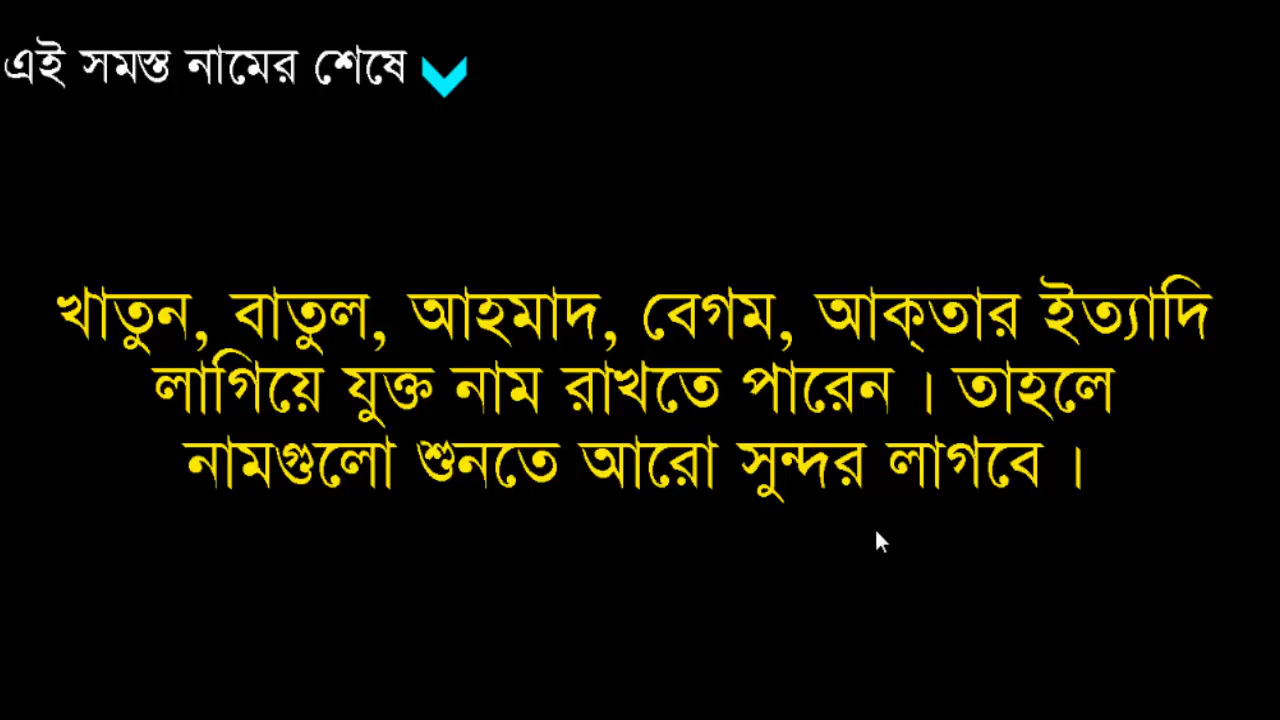 এই সমস্ত নামের শেষে
খাতুন, বাতুল, আহমাদ, বেগম, আক্‌তার ইত্যাদি
লাগিয়ে যুক্ত নাম রাখতে পারেন । তাহলে
নামগুলো শুনতে আরো সুন্দর লাগবে ।